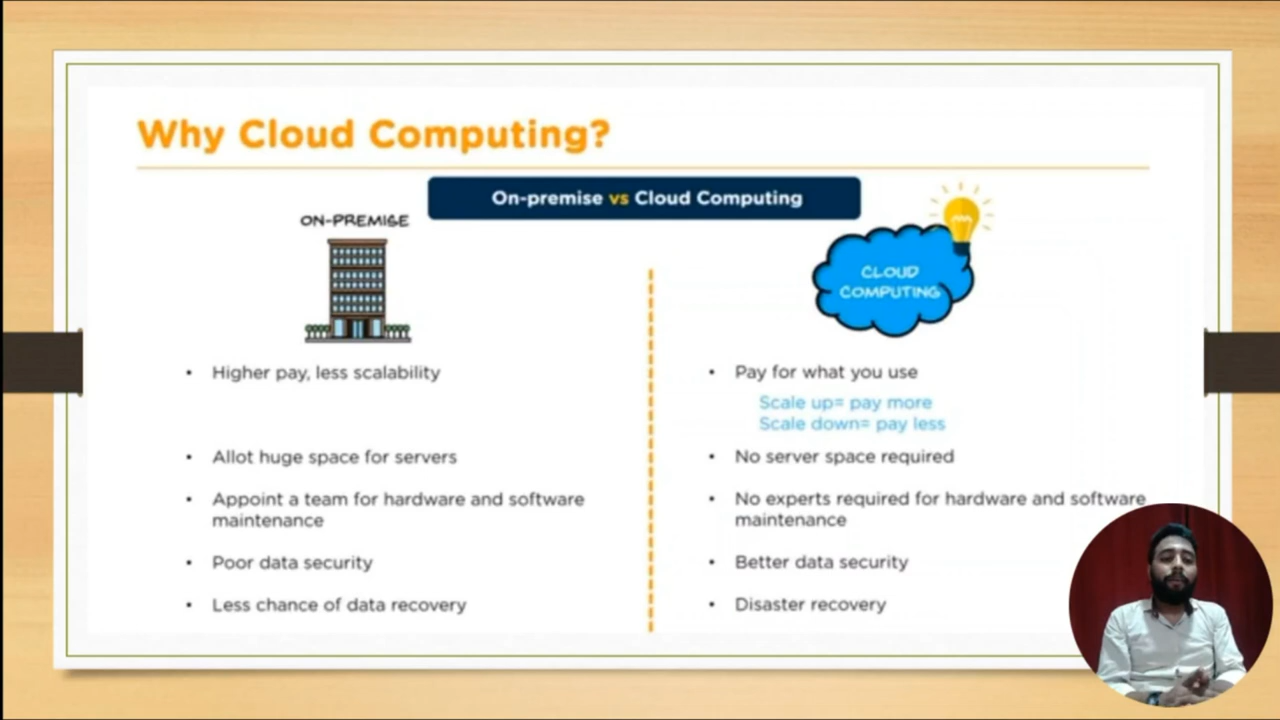 Why Cloud Computing?
On-premise vs Cloud Computing
ON-PREMISE
Higher pay, less scalability
Allot huge space for servers
Appoint a team for hardware and software
maintenance
Poor data security
Less chance of data recovery
CLOUD
COMPUTING
Pay for what you use
Scale up= pay more
Scale down= pay less
No server space required
No experts required for hardware and software
maintenance
Better data security
Disaster recovery